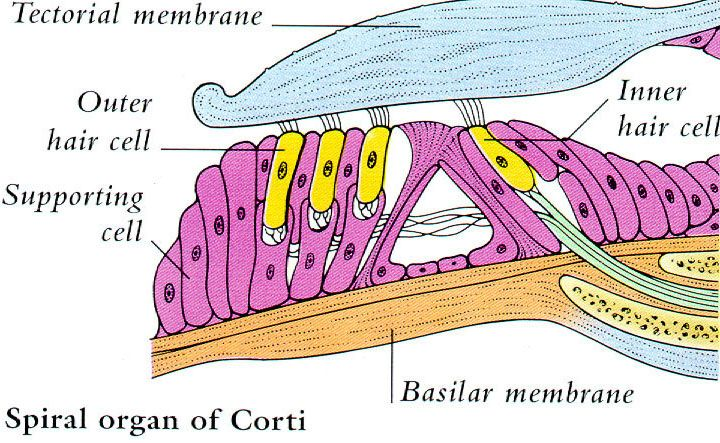 Tectorial membrane
Outer
hair cell
Inner
hair cell
Supporting
cell
Basilar membrane
Spiral organ of Corti